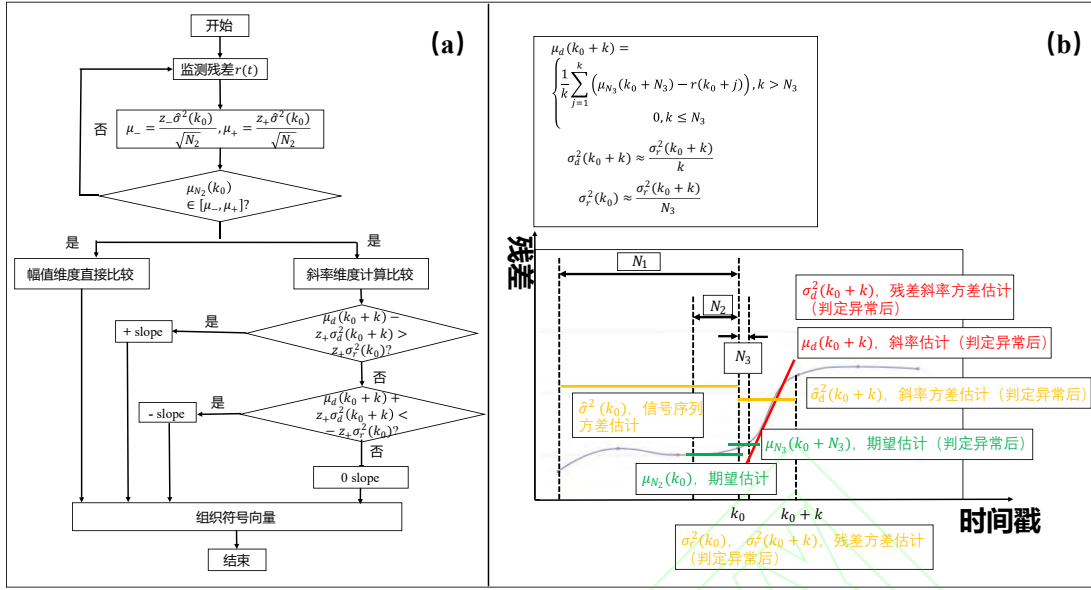 (a)
开始
监测残差r(t)
否
μ₋ = z₋σ̂²(k₀)/√N₂, μ₊ = z₊σ̂²(k₀)/√N₂
μ_{N₂}(k₀)
∈ [μ₋, μ₊]?
是
是
幅值维度直接比较
斜率维度计算比较
μ_d(k₀ + k) −
z₊σ_d²(k₀ + k) >
z₊σ_r²(k₀)?
是
+ slope
否
μ_d(k₀ + k) +
z₊σ_d²(k₀ + k) <
− z₊σ_r²(k₀)?
是
- slope
否
0 slope
组织符号向量
结束
(b)
μ_d(k₀ + k) =
{ 1/k ∑_{j=1}^{k} (μ_{N₃}(k₀ + N₃) − r(k₀ + j)), k > N₃
0, k ≤ N₃
σ_d²(k₀ + k) ≈ σ_r²(k₀ + k)/k
σ_r²(k₀) ≈ σ_r²(k₀ + k)/N₃
残差
N₁
N₂
N₃
σ_d²(k₀ + k), 残差斜率方差估计
(判定异常后)
μ_d(k₀ + k), 斜率估计（判定异常后）
σ̂_d²(k₀ + k), 斜率方差估计（判定异常后）
σ̂²(k₀), 信号序列
方差估计
μ_{N₃}(k₀ + N₃), 期望估计（判定异常后）
μ_{N₂}(k₀), 期望估计
k₀
k₀ + k
时间戳
σ_r²(k₀), σ_r²(k₀ + k), 残差方差估计
（判定异常后）